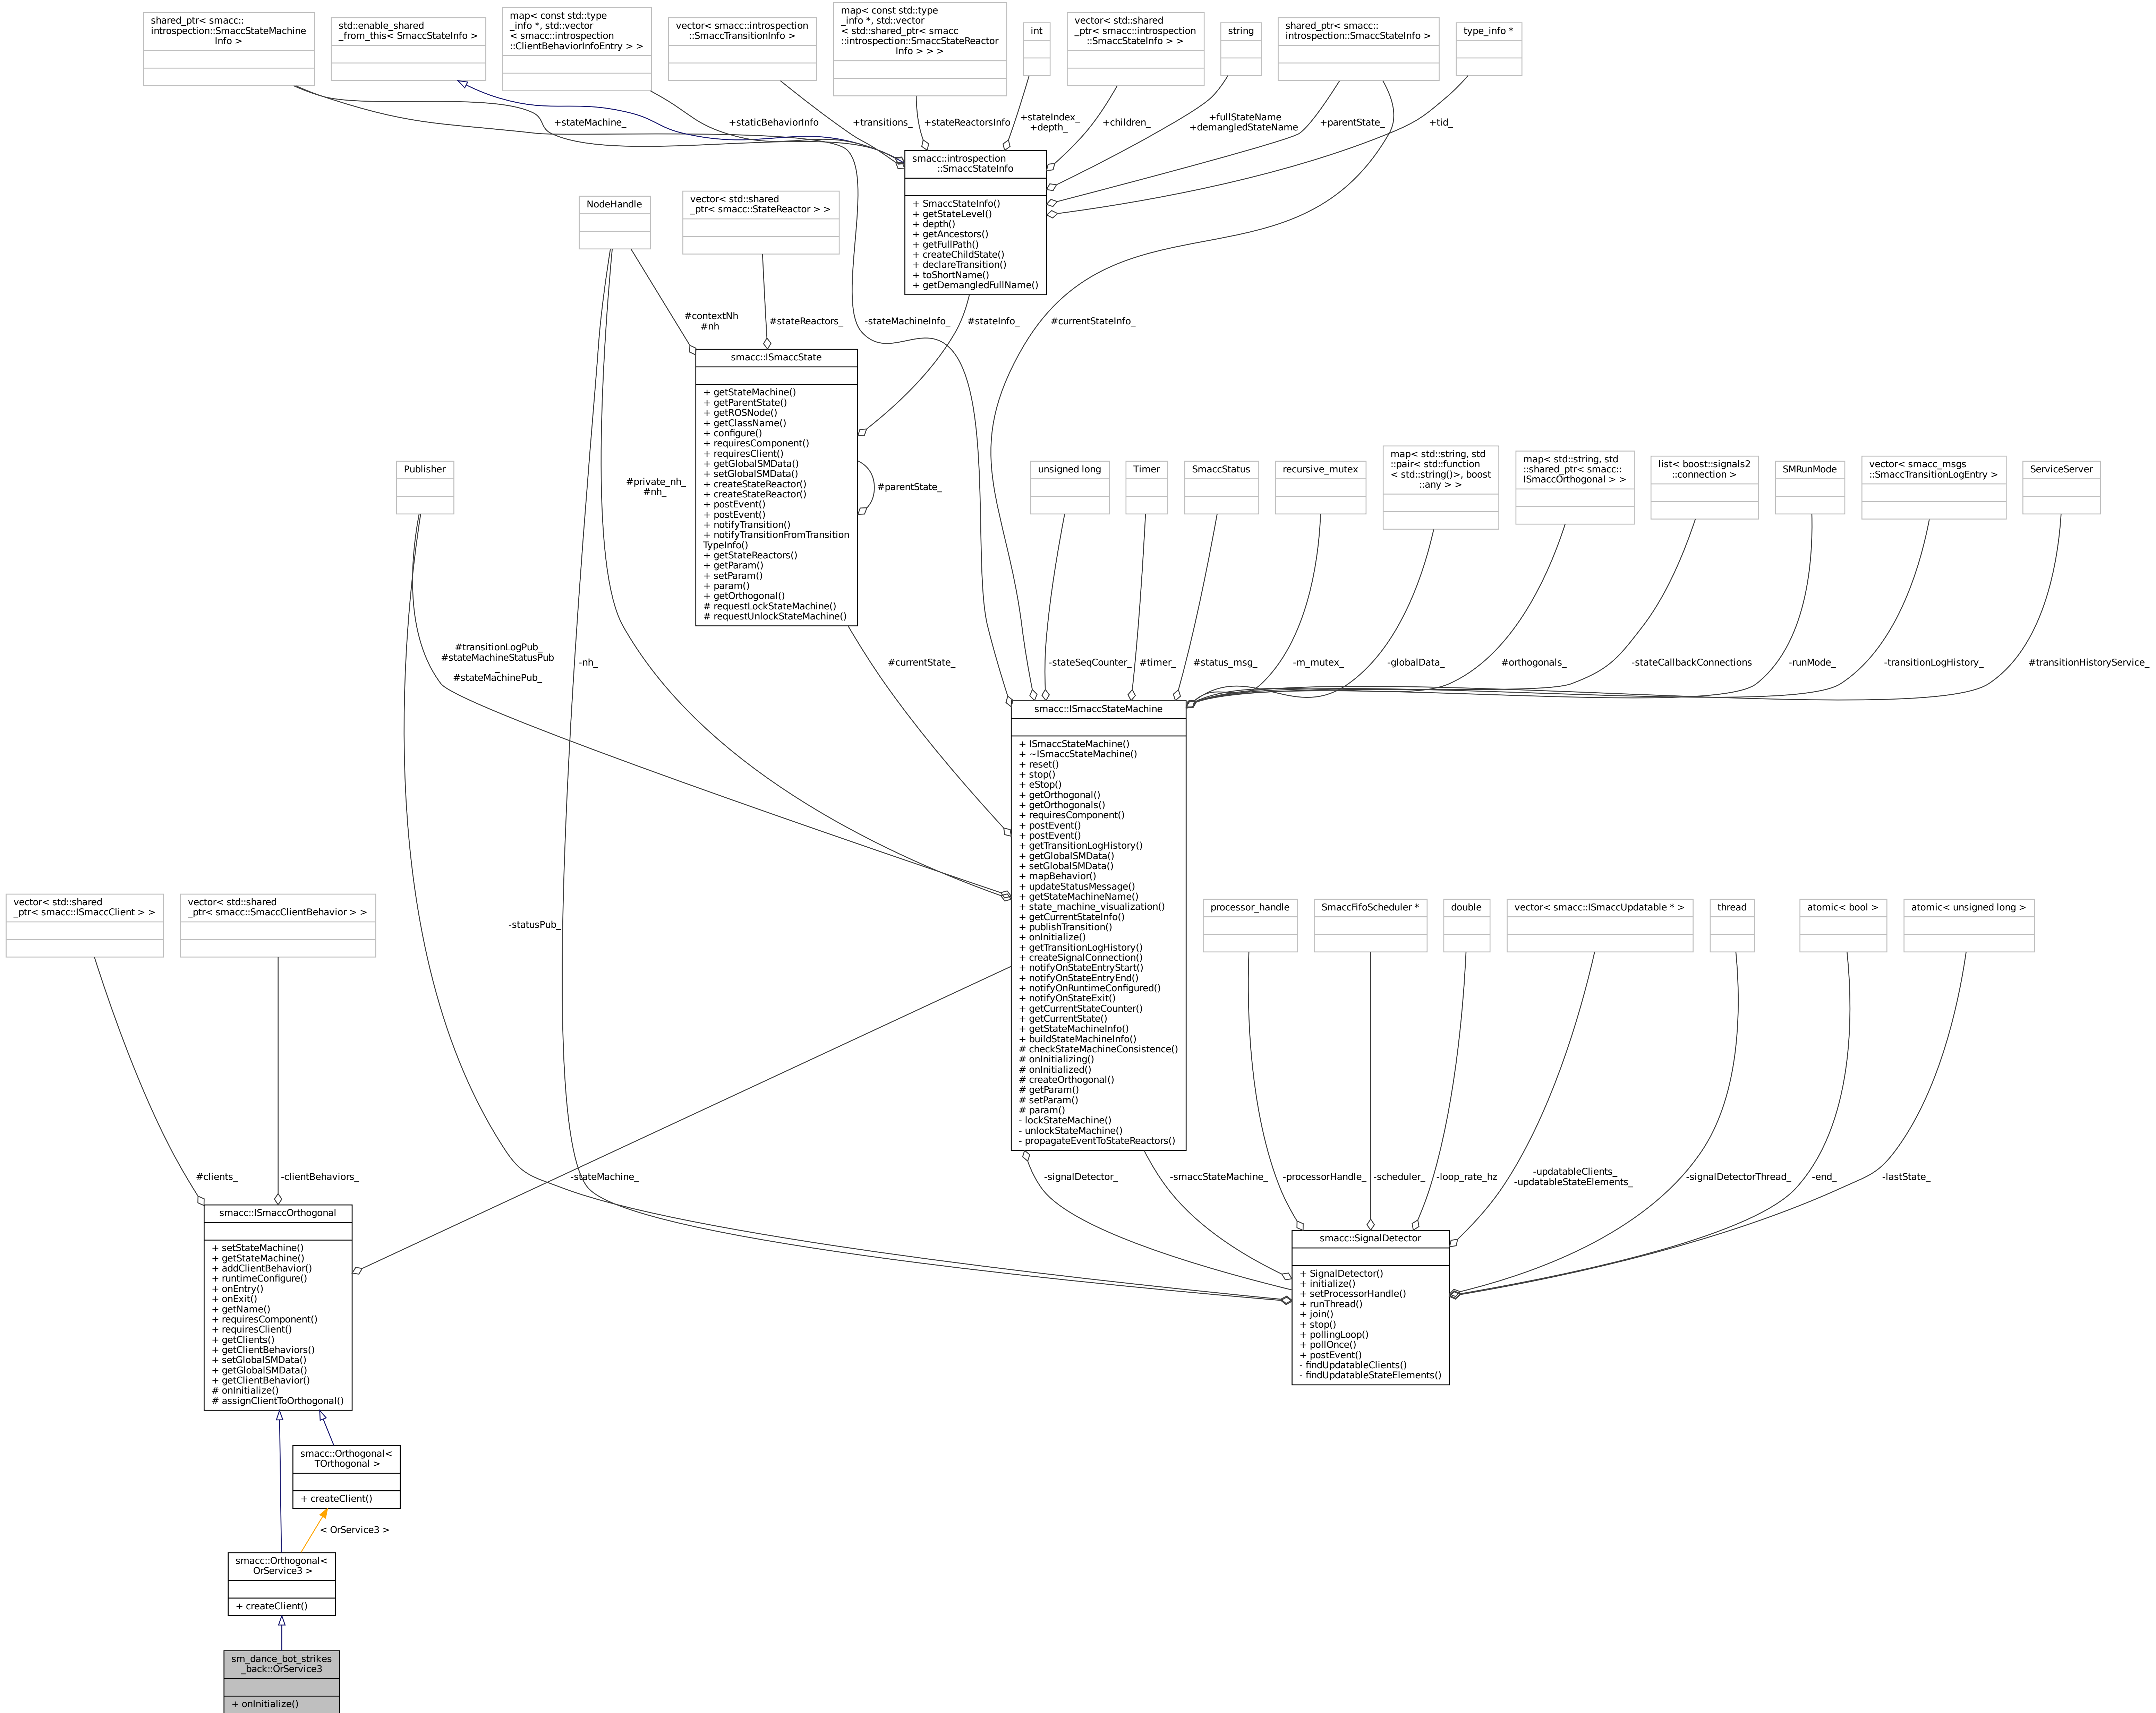 shared_ptr< smacc::
introspection::SmaccStateMachine
Info >
std::enable_shared
_from_this< SmaccStateInfo >
map< const std::type
_info *, std::vector
< smacc::introspection
::ClientBehaviorInfoEntry > >
vector< smacc::introspection
::SmaccTransitionInfo >
map< const std::type
_info *, std::vector
< std::shared_ptr< smacc
::introspection::SmaccStateReactor
Info > > >
int
vector< std::shared
_ptr< smacc::introspection
::SmaccStateInfo > >
string
shared_ptr< smacc::
introspection::SmaccStateInfo >
type_info *
+stateMachine_
+staticBehaviorInfo
+transitions_
+stateReactorsInfo
+stateIndex_
+depth_
+children_
+fullStateName
+demangledStateName
+parentState_
+tid_
smacc::introspection
::SmaccStateInfo
+ SmaccStateInfo()
+ getStateLevel()
+ depth()
+ getAncestors()
+ getFullPath()
+ createChildState()
+ declareTransition()
+ toShortName()
+ getDemangledFullName()
NodeHandle
vector< std::shared
_ptr< smacc::StateReactor > >
#contextNh
#nh
#stateReactors_
-stateMachineInfo_
#stateInfo_
#currentStateInfo_
smacc::ISmaccState
+ getStateMachine()
+ getParentState()
+ getROSNode()
+ getClassName()
+ configure()
+ requiresComponent()
+ requiresClient()
+ getGlobalSMData()
+ setGlobalSMData()
+ createStateReactor()
+ createStateReactor()
+ postEvent()
+ postEvent()
+ notifyTransition()
+ notifyTransitionFromTransition
TypeInfo()
+ getStateReactors()
+ getParam()
+ setParam()
+ param()
+ getOrthogonal()
# requestLockStateMachine()
# requestUnlockStateMachine()
#parentState_
Publisher
#private_nh_
#nh_
unsigned long
Timer
SmaccStatus
recursive_mutex
map< std::string, std
::pair< std::function
< std::string()>, boost
::any > >
map< std::string, std
::shared_ptr< smacc::
ISmaccOrthogonal > >
list< boost::signals2
::connection >
SMRunMode
vector< smacc_msgs
::SmaccTransitionLogEntry >
ServiceServer
#transitionLogPub_
#stateMachineStatusPub
_
#stateMachinePub_
-nh_
#currentState_
-stateSeqCounter_
#timer_
#status_msg_
-m_mutex_
-globalData_
#orthogonals_
-stateCallbackConnections
-runMode_
-transitionLogHistory_
#transitionHistoryService_
smacc::ISmaccStateMachine
+ ISmaccStateMachine()
+ ~ISmaccStateMachine()
+ reset()
+ stop()
+ eStop()
+ getOrthogonal()
+ getOrthogonals()
+ requiresComponent()
+ postEvent()
+ postEvent()
+ getTransitionLogHistory()
+ getGlobalSMData()
+ setGlobalSMData()
+ mapBehavior()
+ updateStatusMessage()
+ getStateMachineName()
+ state_machine_visualization()
+ getCurrentStateInfo()
+ publishTransition()
+ onInitialize()
+ getTransitionLogHistory()
+ createSignalConnection()
+ notifyOnStateEntryStart()
+ notifyOnStateEntryEnd()
+ notifyOnRuntimeConfigured()
+ notifyOnStateExit()
+ getCurrentStateCounter()
+ getCurrentState()
+ getStateMachineInfo()
+ buildStateMachineInfo()
# checkStateMachineConsistence()
# onInitializing()
# onInitialized()
# createOrthogonal()
# getParam()
# setParam()
# param()
- lockStateMachine()
- unlockStateMachine()
- propagateEventToStateReactors()
vector< std::shared
_ptr< smacc::ISmaccClient > >
vector< std::shared
_ptr< smacc::SmaccClientBehavior > >
-statusPub_
processor_handle
SmaccFifoScheduler *
double
vector< smacc::ISmaccUpdatable * >
thread
atomic< bool >
atomic< unsigned long >
#clients_
-clientBehaviors_
-stateMachine_
-signalDetector_
-smaccStateMachine_
-processorHandle_
-scheduler_
-loop_rate_hz
-updatableClients_
-updatableStateElements_
-signalDetectorThread_
-end_
-lastState_
smacc::ISmaccOrthogonal
+ setStateMachine()
+ getStateMachine()
+ addClientBehavior()
+ runtimeConfigure()
+ onEntry()
+ onExit()
+ getName()
+ requiresComponent()
+ requiresClient()
+ getClients()
+ getClientBehaviors()
+ setGlobalSMData()
+ getGlobalSMData()
+ getClientBehavior()
# onInitialize()
# assignClientToOrthogonal()
smacc::SignalDetector
+ SignalDetector()
+ initialize()
+ setProcessorHandle()
+ runThread()
+ join()
+ stop()
+ pollingLoop()
+ pollOnce()
+ postEvent()
- findUpdatableClients()
- findUpdatableStateElements()
smacc::Orthogonal<
TOrthogonal >
+ createClient()
< OrService3 >
smacc::Orthogonal<
OrService3 >
+ createClient()
sm_dance_bot_strikes
_back::OrService3
+ onInitialize()